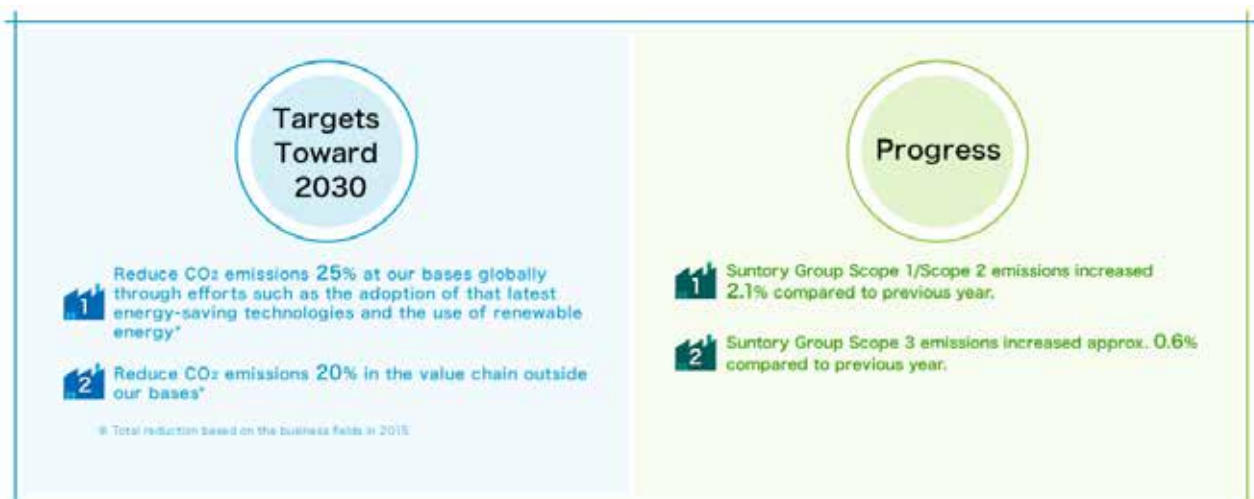 Targets
Toward
2030
1
Reduce CO₂ emissions 25% at our bases globally
through efforts such as the adoption of that latest
energy-saving technologies and the use of renewable
energy*
2
Reduce CO₂ emissions 20% in the value chain outside
our bases*
※ Total reduction based on the business fields in 2015
Progress
1
Suntory Group Scope 1/Scope 2 emissions increased
2.1% compared to previous year.
2
Suntory Group Scope 3 emissions increased approx. 0.6%
compared to previous year.